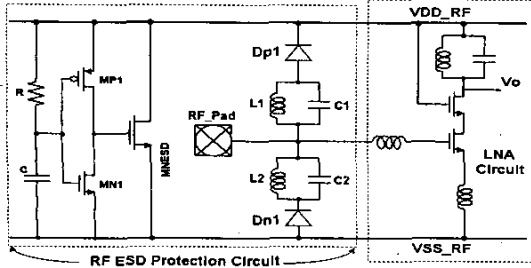 VDD_RF
Dp1
R
MP1
Vo
L1
C1
RF_Pad
MNESD
C
LNA
Circuit
L2
C2
MN1
Dn1
VSS_RF
RF ESD Protection Circuit